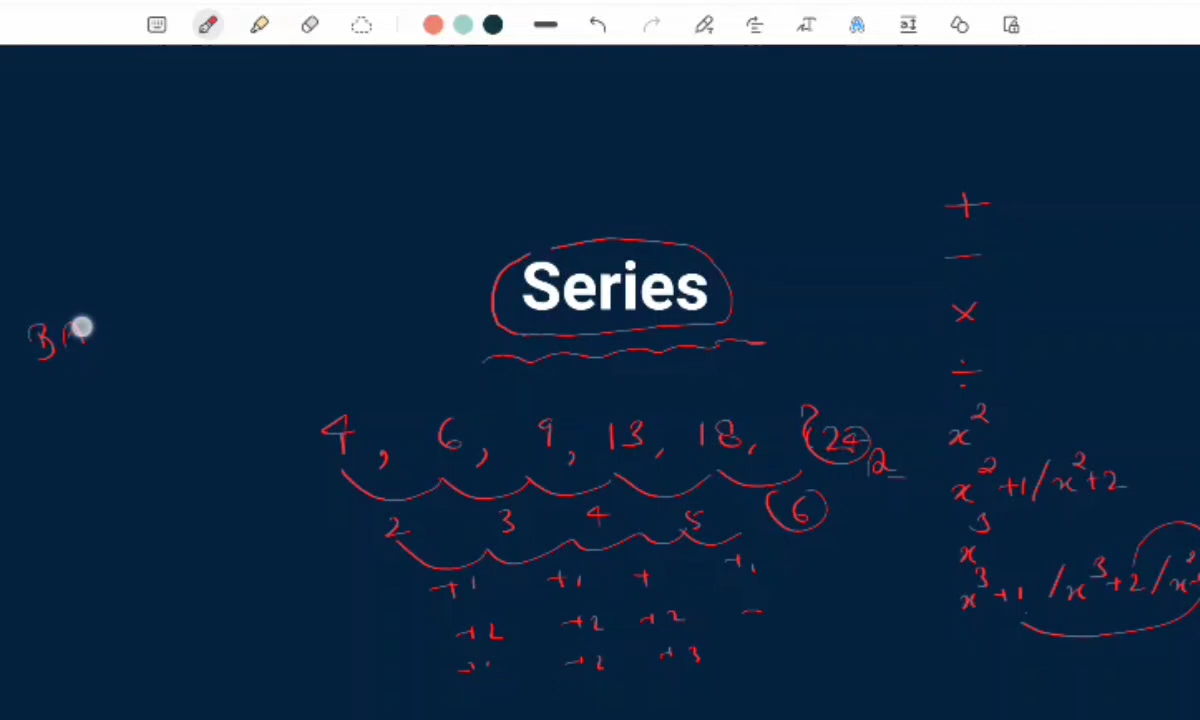 +
−
Series
×
B
÷
4, 6, 9, 13, 18, ? 24
x²
x²+1/x²+2
2 3 4 5 6
x³
+1 +1 + +1
x³+1 /x³+2/x
+2 +2 +2 −
+2 +3